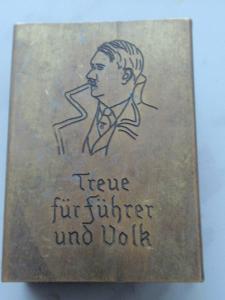 Treue
für Führer
und Volk